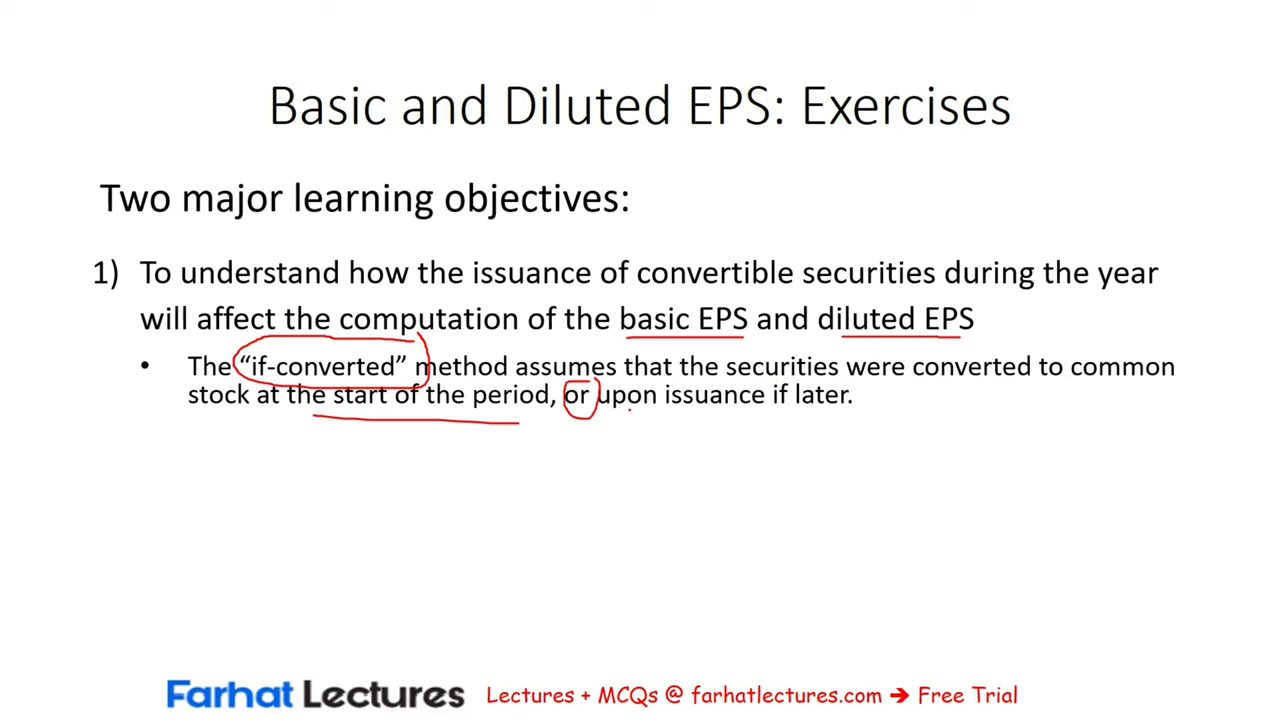 Basic and Diluted EPS: Exercises
Two major learning objectives:
1) To understand how the issuance of convertible securities during the year
will affect the computation of the basic EPS and diluted EPS
• The “if-converted” method assumes that the securities were converted to common
stock at the start of the period, or upon issuance if later.
Farhat Lectures Lectures + MCQs @ farhatlectures.com ➔ Free Trial